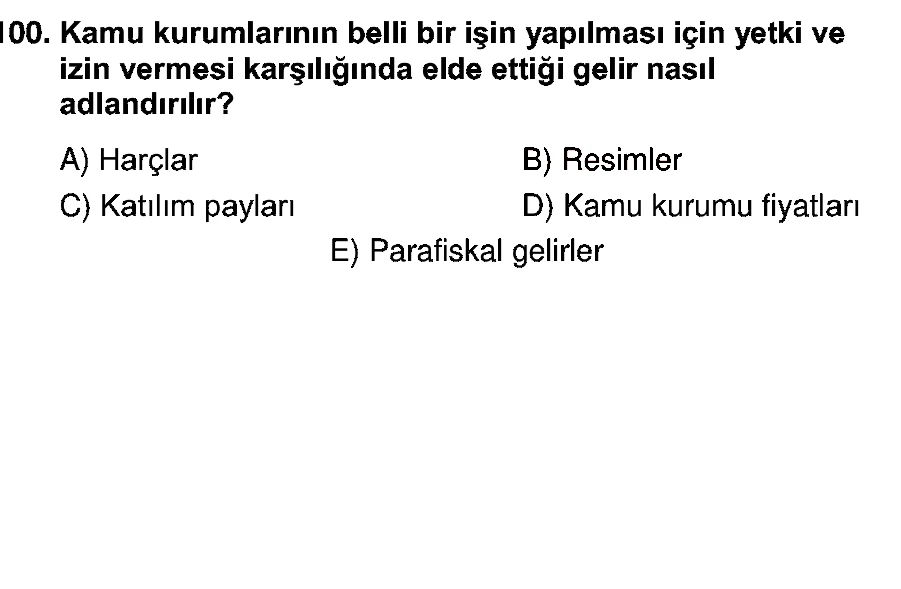 100. Kamu kurumlarının belli bir işin yapılması için yetki ve
izin vermesi karşılığında elde ettiği gelir nasıl
adlandırılır?
A) Harçlar B) Resimler
C) Katılım payları D) Kamu kurumu fiyatları
E) Parafiskal gelirler